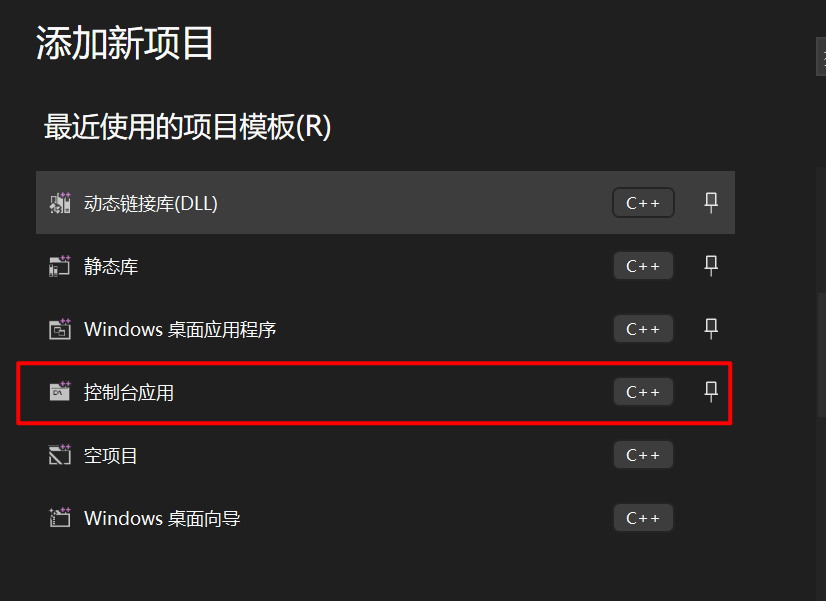 添加新项目
最近使用的项目模板(R)
动态链接库(DLL) C++
静态库 C++
Windows 桌面应用程序 C++
控制台应用 C++
空项目 C++
Windows 桌面向导 C++